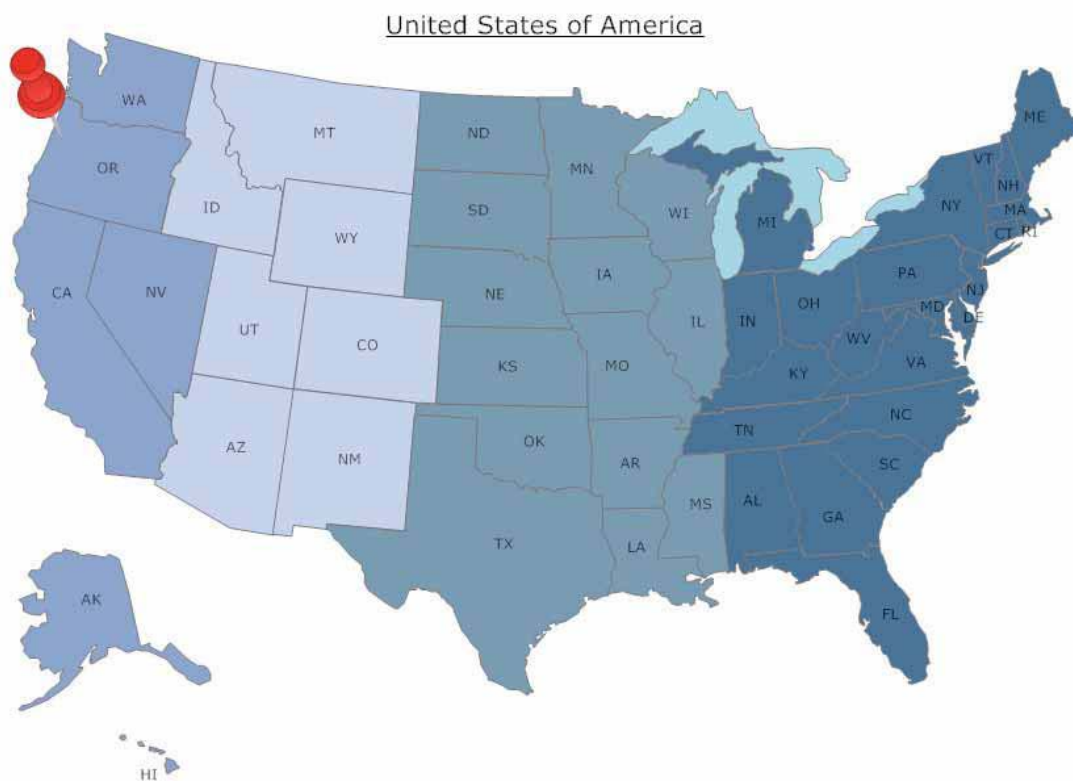 United States of America
WA
MT
ND
MN
ME
OR
ID
SD
WI
MI
VT
NH
NY
MA
CT
RI
WY
IA
PA
NE
CA
NV
UT
CO
IL
IN
OH
NJ
MD
DE
WV
VA
KS
MO
KY
NC
TN
AZ
NM
OK
AR
SC
MS
AL
GA
TX
LA
AK
FL
HI